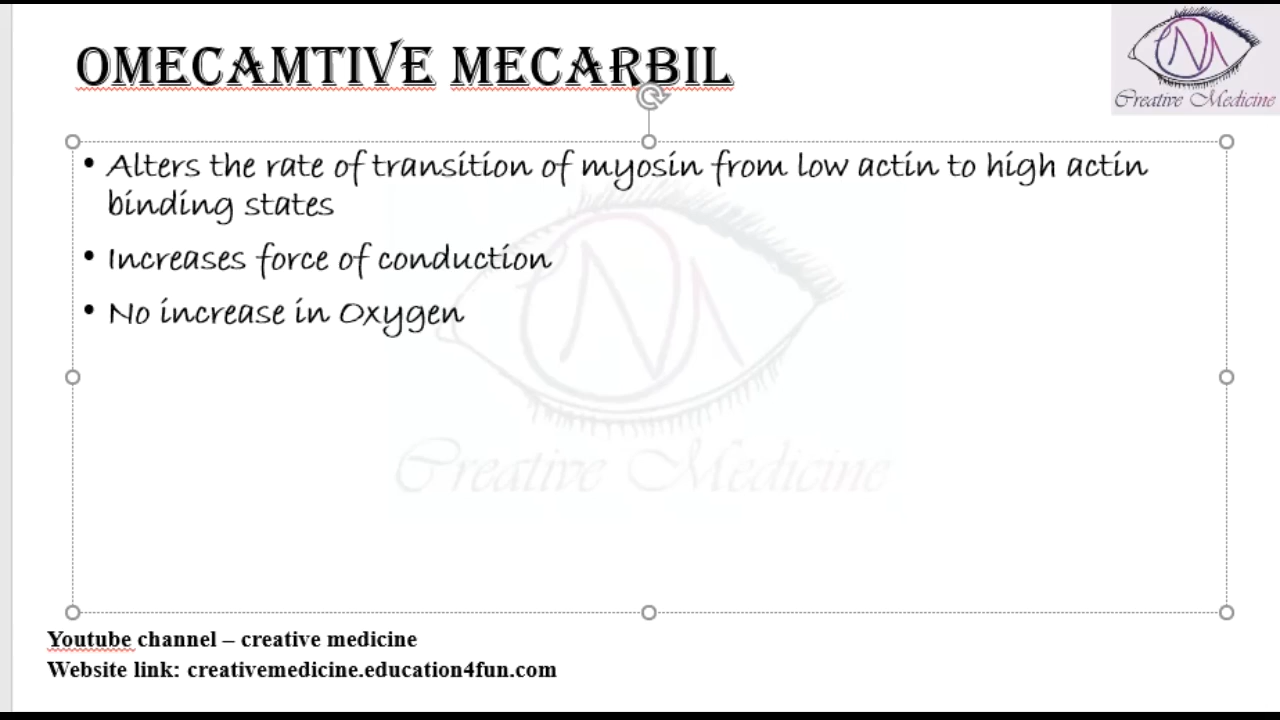 OMECAMTIVE MECARBIL
Creative Medicine
• Alters the rate of transition of myosin from low actin to high actin
binding states
• Increases force of conduction
• No increase in Oxygen
Creative Medicine
Youtube channel – creative medicine
Website link: creativemedicine.education4fun.com